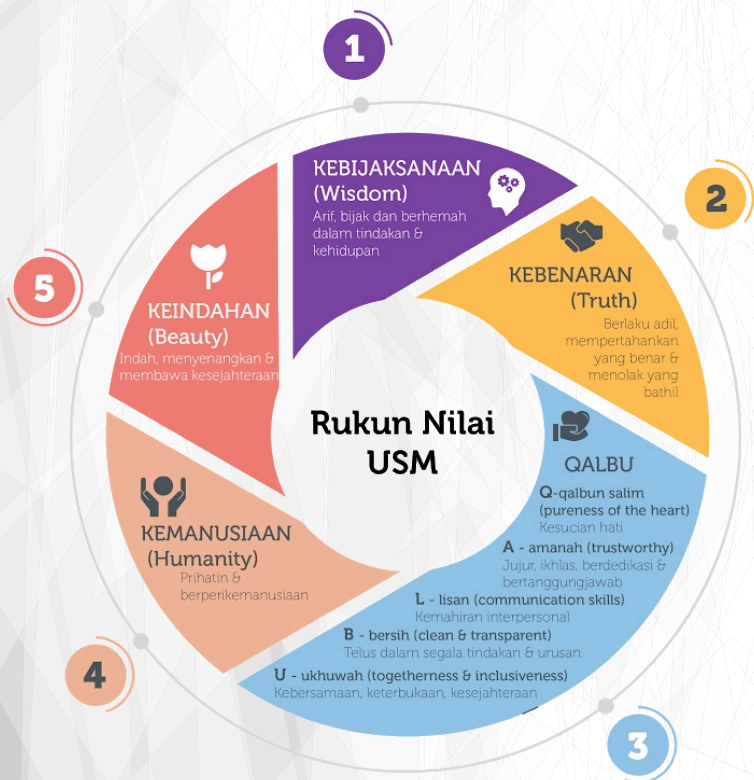 1
KEBIJAKSANAAN
(Wisdom)
Arif, bijak dan berhemah
dalam tindakan &
kehidupan
2
KEBENARAN
(Truth)
Berlaku adil,
mempertahankan
yang benar &
menolak yang
bathil
Rukun Nilai
USM
QALBU
Q-qalbun salim
(pureness of the heart)
Kesucian hati
A - amanah (trustworthy)
Jujur, ikhlas, berdedikasi &
bertanggungjawab
L - lisan (communication skills)
Kemahiran interpersonal
B - bersih (clean & transparent)
Telus dalam segala tindakan & urusan
U - ukhuwah (togetherness & inclusiveness)
Kebersamaan, keterbukaan, kesejahteraan
3
KEMANUSIAAN
(Humanity)
Prihatin &
berperikemanusiaan
4
KEINDAHAN
(Beauty)
Indah, menyenangkan &
membawa kesejahteraan
5